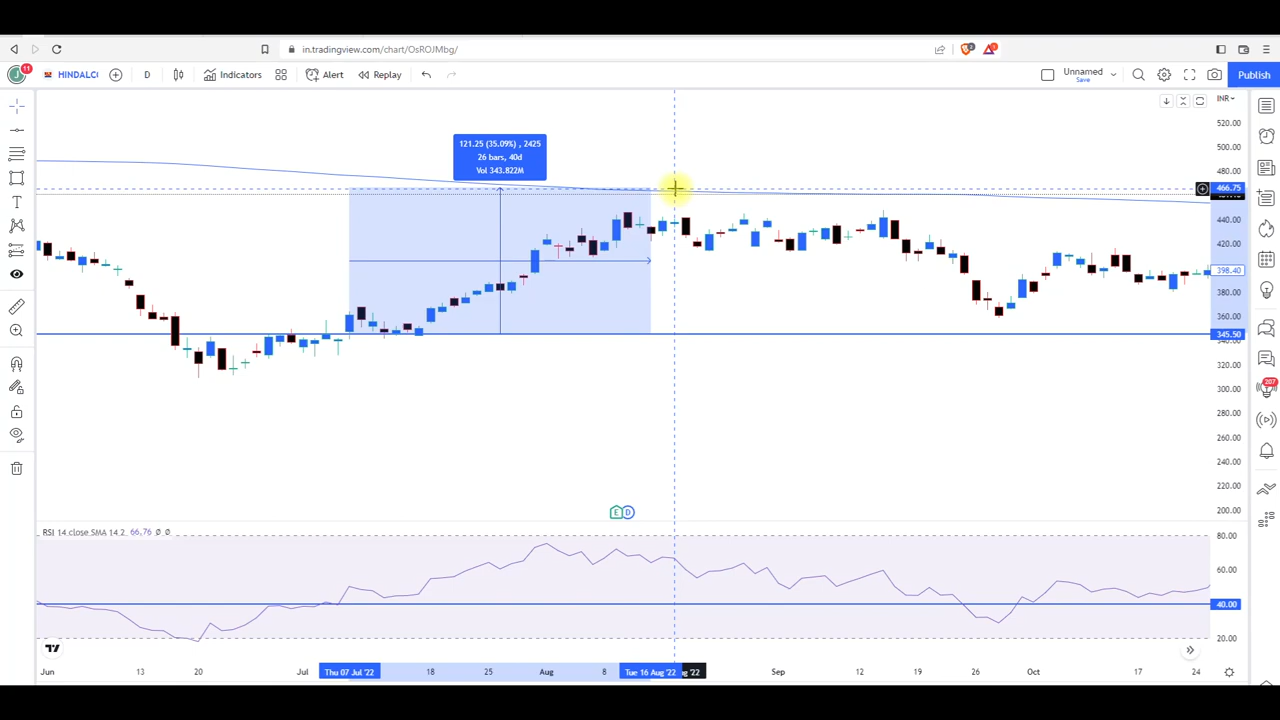 in.tradingview.com/chart/OsROJMbg/
J 11 HINDALCO D Indicators Alert Replay Unnamed Save Publish
INR
520.00
500.00
480.00
466.75
440.00
420.00
398.40
380.00
360.00
345.50
320.00
300.00
280.00
260.00
240.00
220.00
200.00
121.25 (35.09%) , 2425
26 bars, 40d
Vol 343.822M
207
E D
RSI 14 close SMA 14 2 66.76 Ø Ø
80.00
60.00
40.00
20.00
Jun 13 20 Jul Thu 07 Jul '22 18 25 Aug 8 Tue 16 Aug '22 '22 Sep 12 19 26 Oct 17 24